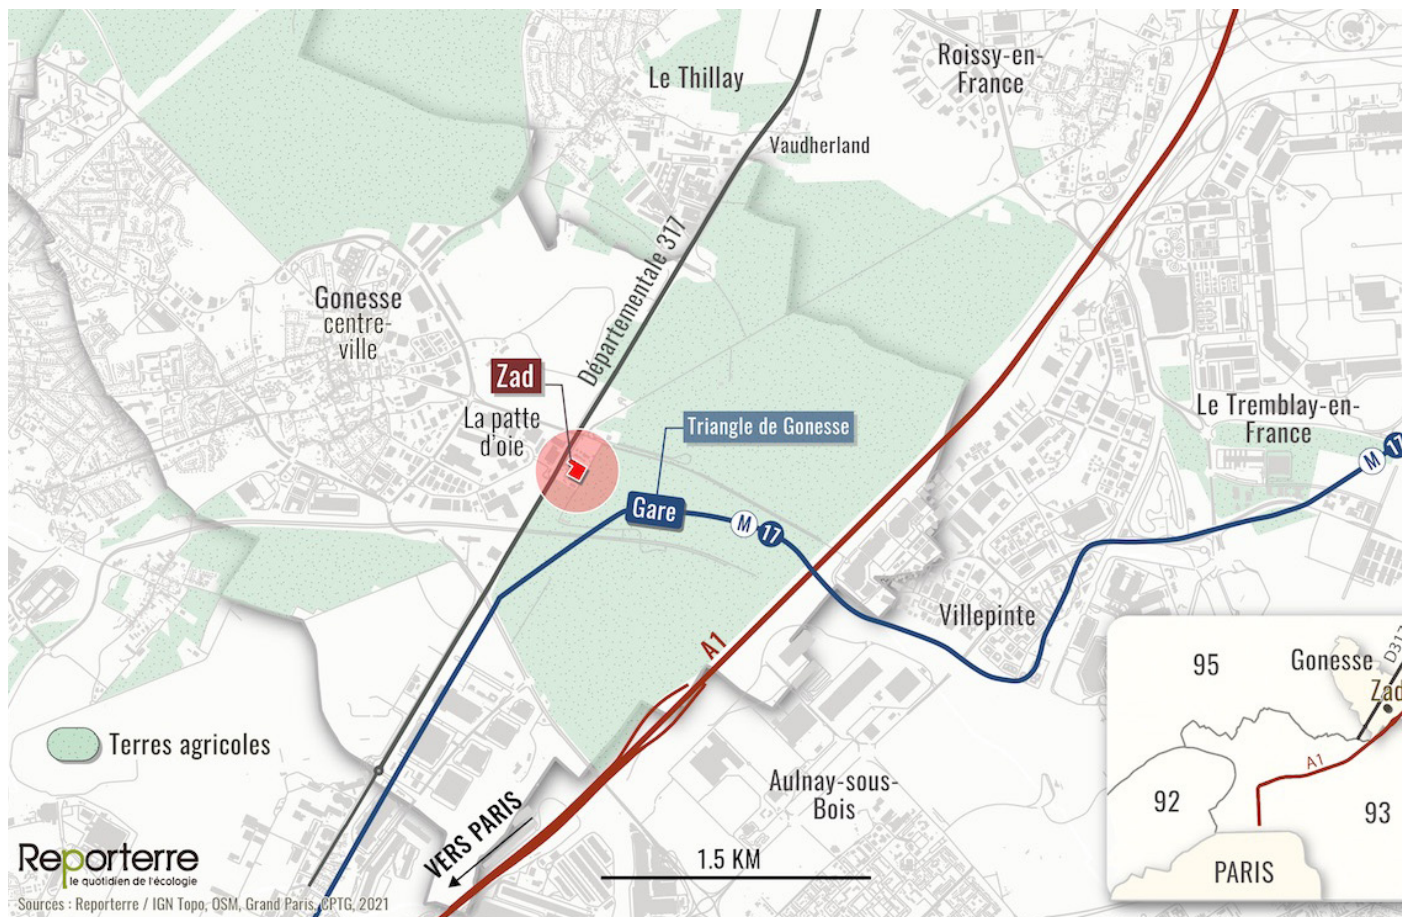 Le Thillay
Roissy-en-
France
Vaudherland
Départementale 317
Gonesse
centre-
ville
Zad
La patte
d'oie
Triangle de Gonesse
Gare
M
17
Le Tremblay-en-
France
M
17
Villepinte
A1
Terres agricoles
Aulnay-sous-
Bois
VERS PARIS
1.5 KM
95
Gonesse
D317
Zad
A1
92
93
PARIS
Reporterre
le quotidien de l'écologie
Sources : Reporterre / IGN Topo, OSM, Grand Paris, CPTG, 2021